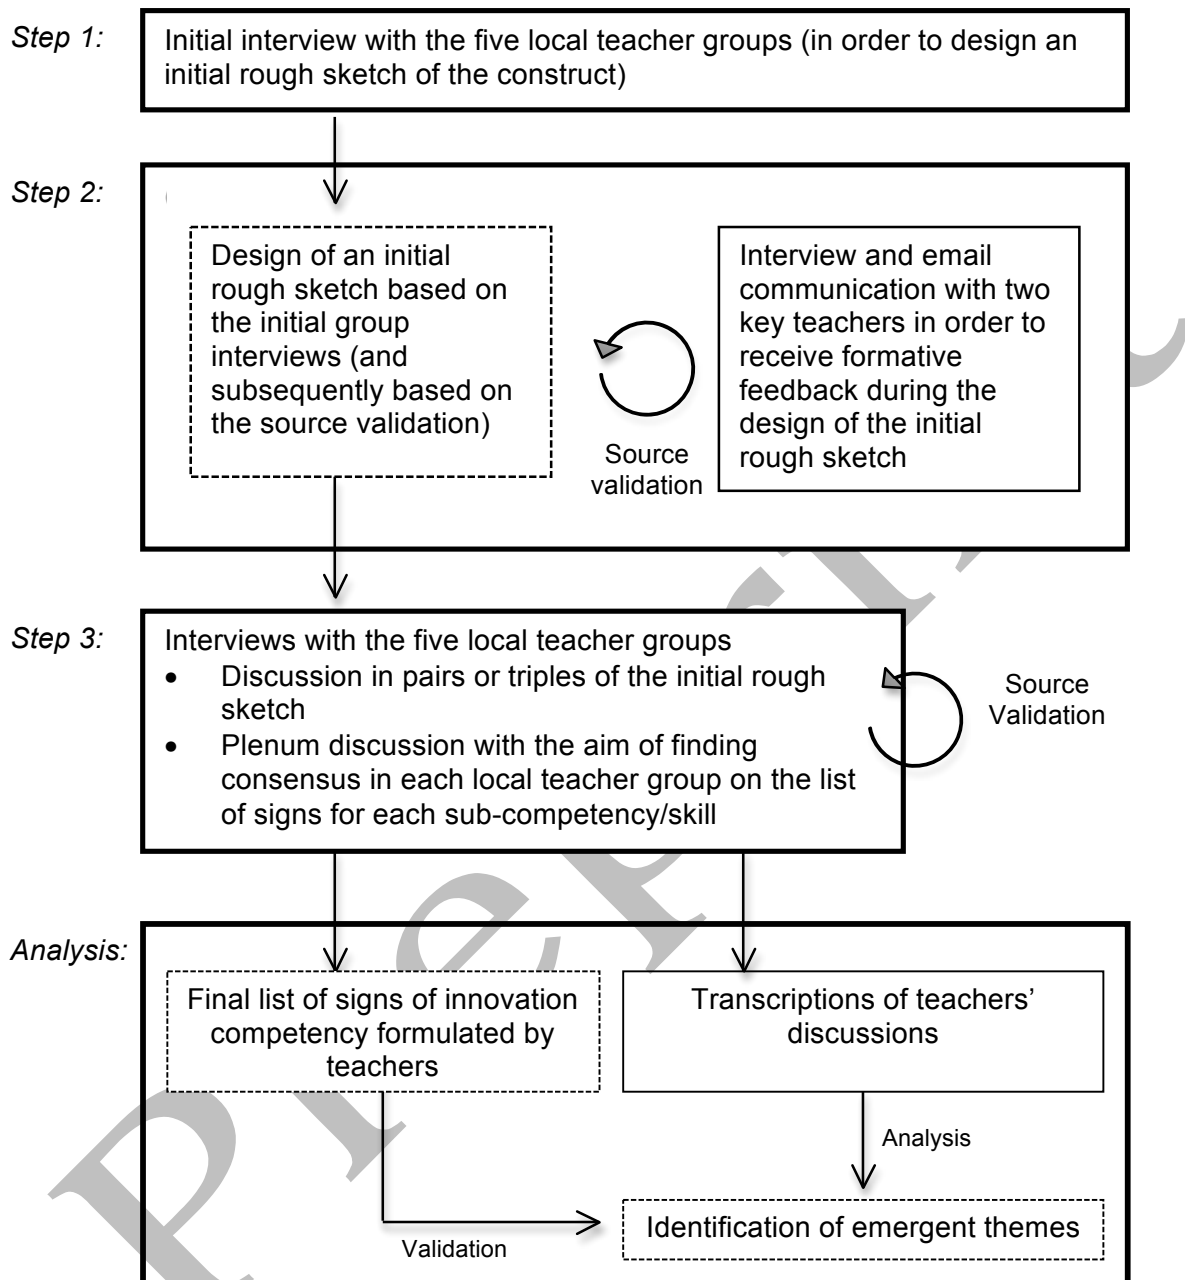 Step 1:
Initial interview with the five local teacher groups (in order to design an
initial rough sketch of the construct)
Step 2:
Design of an initial
rough sketch based on
the initial group
interviews (and
subsequently based on
the source validation)
Source
validation
Interview and email
communication with two
key teachers in order to
receive formative
feedback during the
design of the initial
rough sketch
Step 3:
Interviews with the five local teacher groups
• Discussion in pairs or triples of the initial rough
sketch
• Plenum discussion with the aim of finding
consensus in each local teacher group on the list
of signs for each sub-competency/skill
Source
Validation
Analysis:
Final list of signs of innovation
competency formulated by
teachers
Transcriptions of teachers’
discussions
Analysis
Validation
Identification of emergent themes